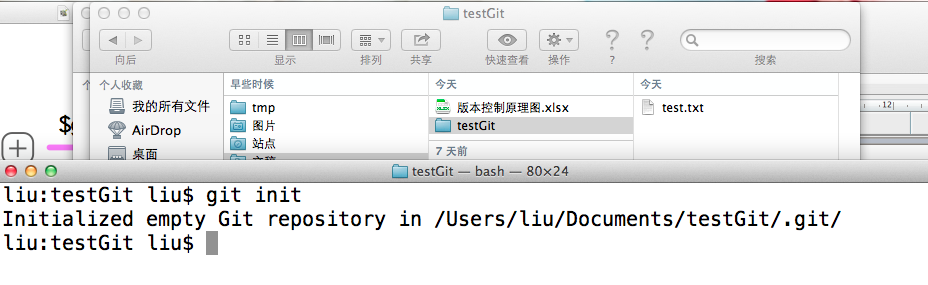 testGit
向后
显示
排列
共享
快速查看
?
操作
?
?
搜索
个人收藏
早些时候
今天
今天
我的所有文件
tmp
版本控制原理图.xlsx
test.txt
AirDrop
图片
testGit
桌面
站点
7 天前
12
$
testGit — bash — 80×24
liu:testGit liu$ git init
Initialized empty Git repository in /Users/liu/Documents/testGit/.git/
liu:testGit liu$